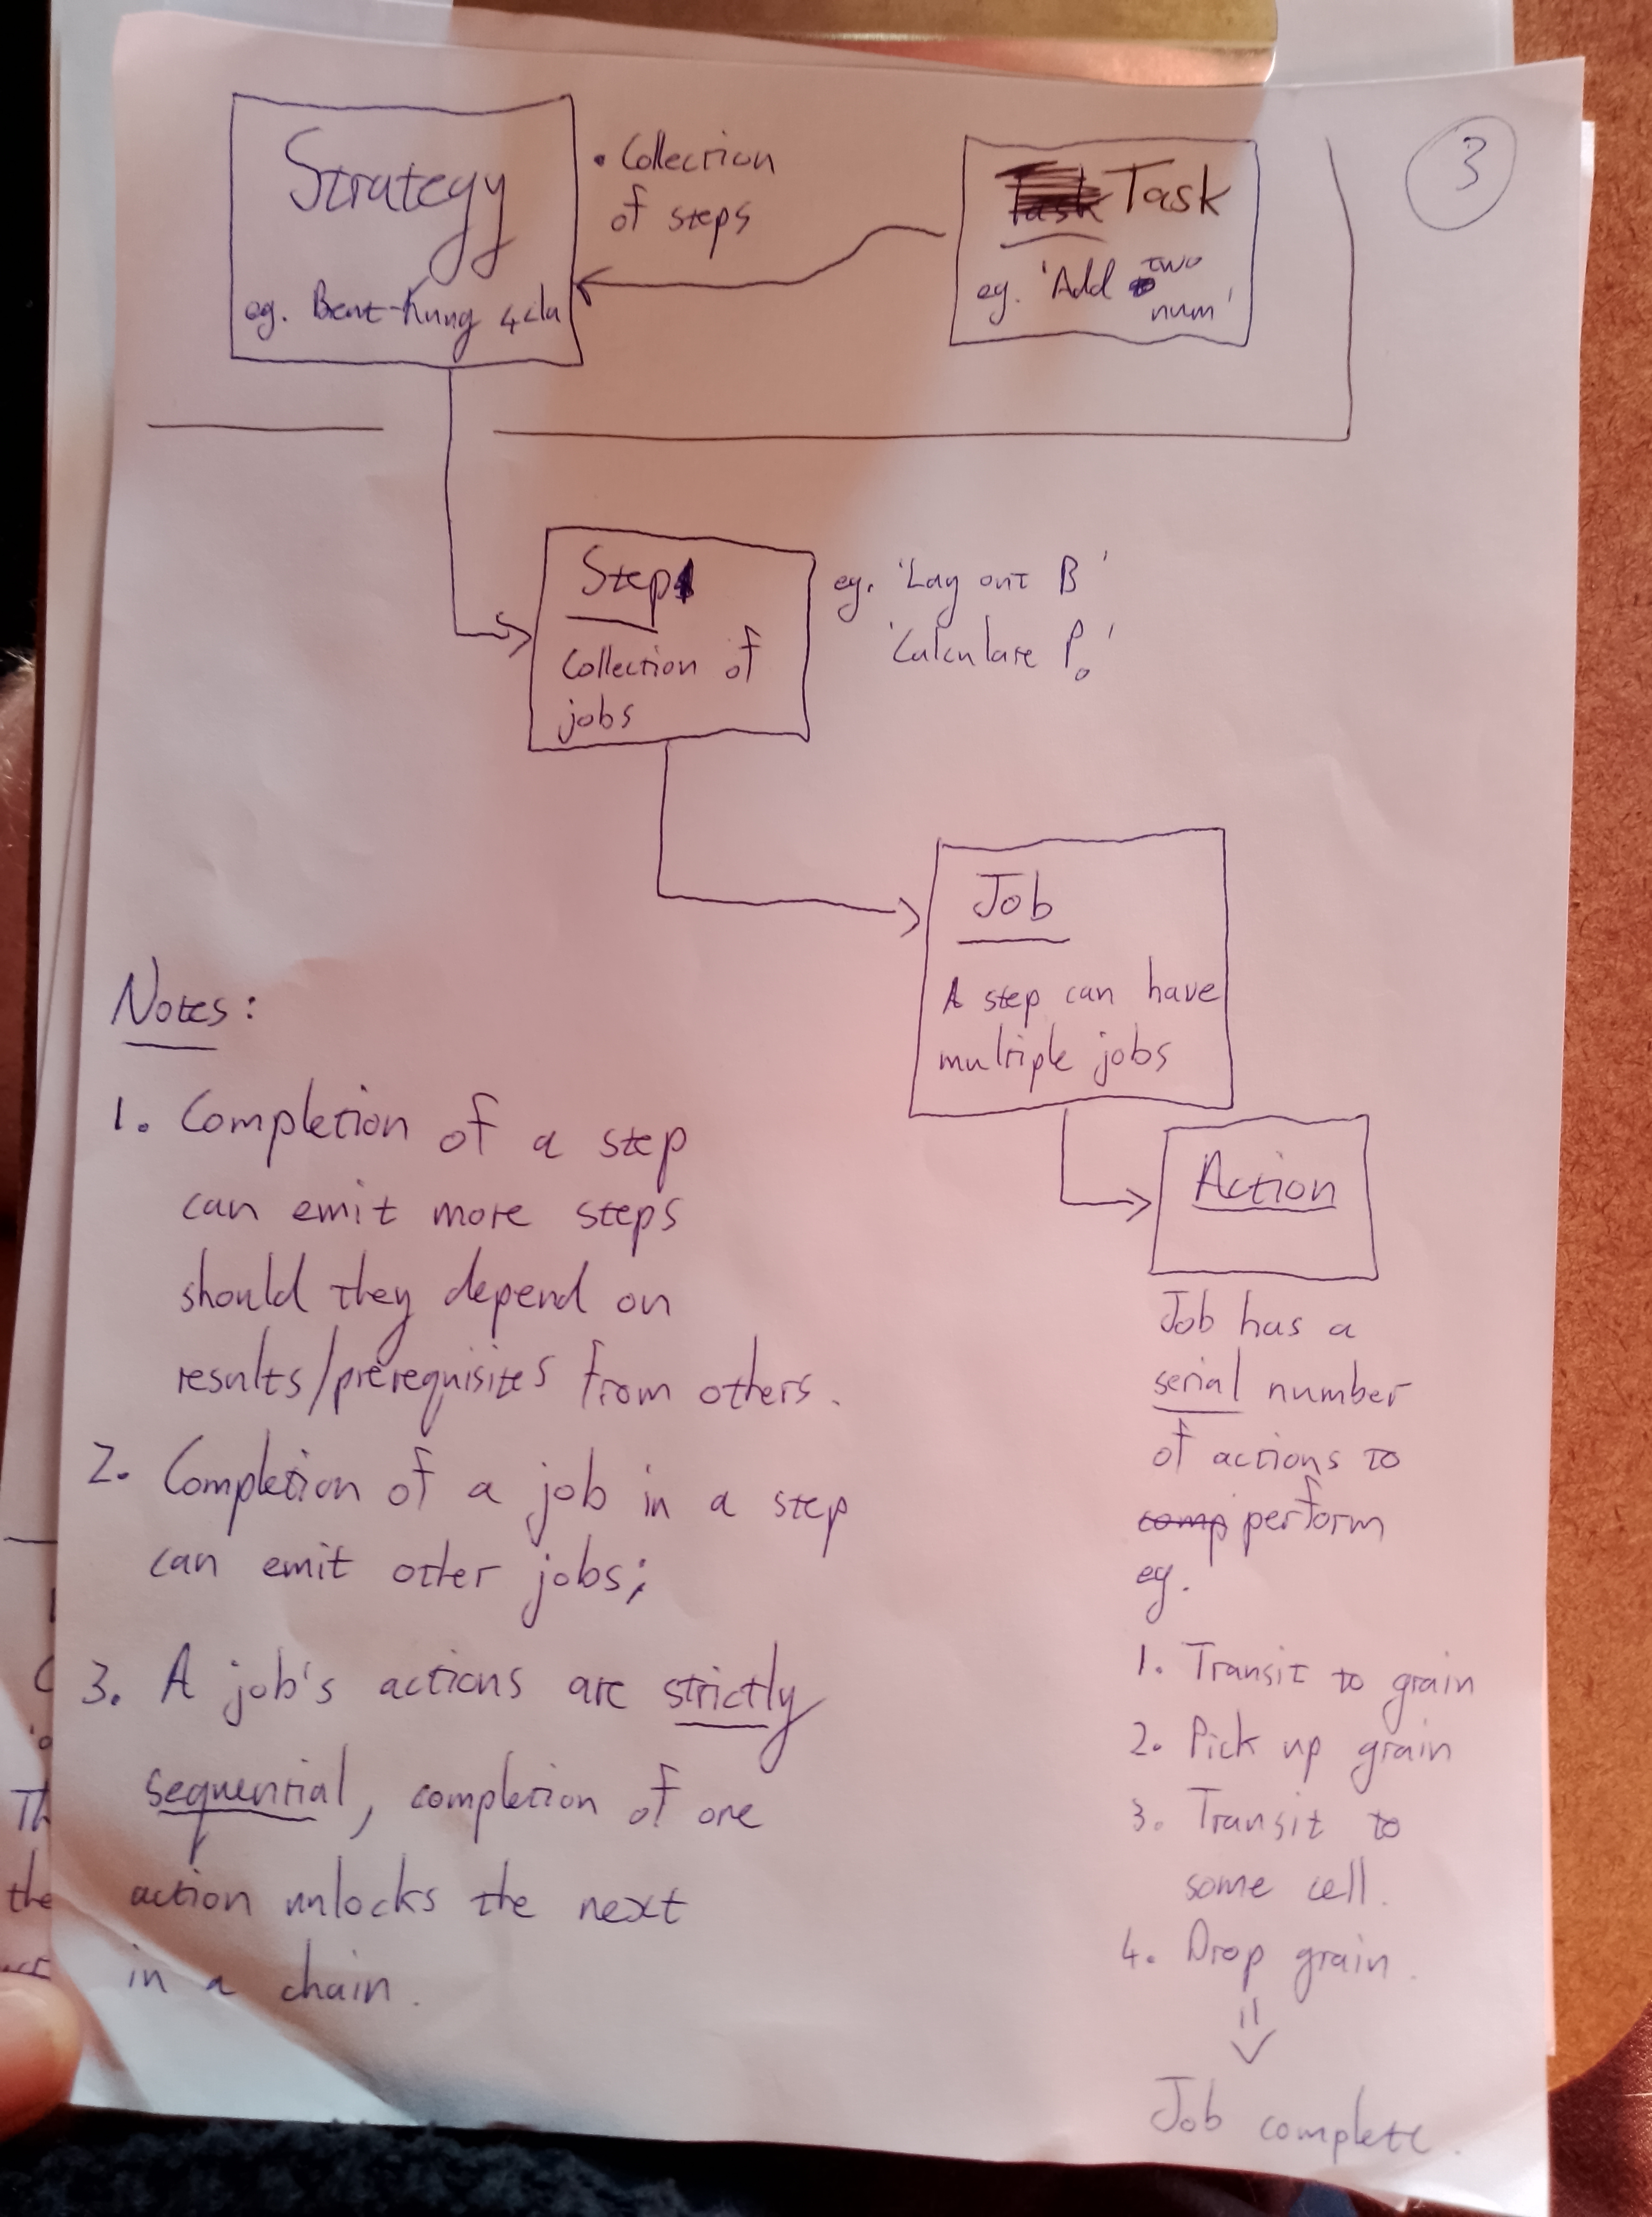 3
Strategy
eg. Bent-Kung 4cla
• Collection
of steps
Task
eg. 'Add two
num'
Step
Collection of
jobs
eg. 'Lay out B'
'Calculate P₀'
Job
A step can have
multiple jobs
Action
Job has a
serial number
of actions to
comp perform
eg.
1. Transit to grain
2. Pick up grain
3. Transit to
some cell.
4. Drop grain.
Job complete.
Notes:
1. Completion of a step
can emit more steps
should they depend on
results/prerequisites from others.
2. Completion of a job in a step
can emit other jobs;
3. A job's actions are strictly
sequential, completion of one
action unlocks the next
in a chain.
Th
the